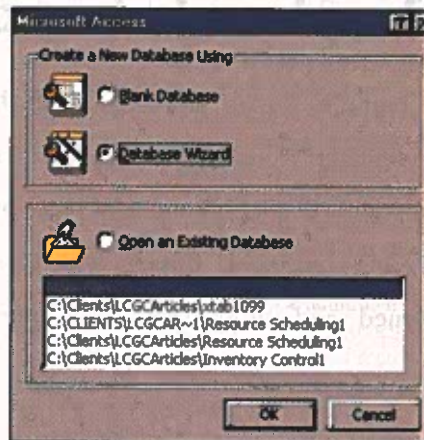 Microsoft Access
Create a New Database Using
Blank Database
Database Wizard
Open an Existing Database
C:\Clients\LCGCArticles\xtab1099
C:\CLIENTS\LCGCAR~1\Resource Scheduling1
C:\Clients\LCGCArticles\Resource Scheduling1
C:\Clients\LCGCArticles\Inventory Control1
OK
Cancel